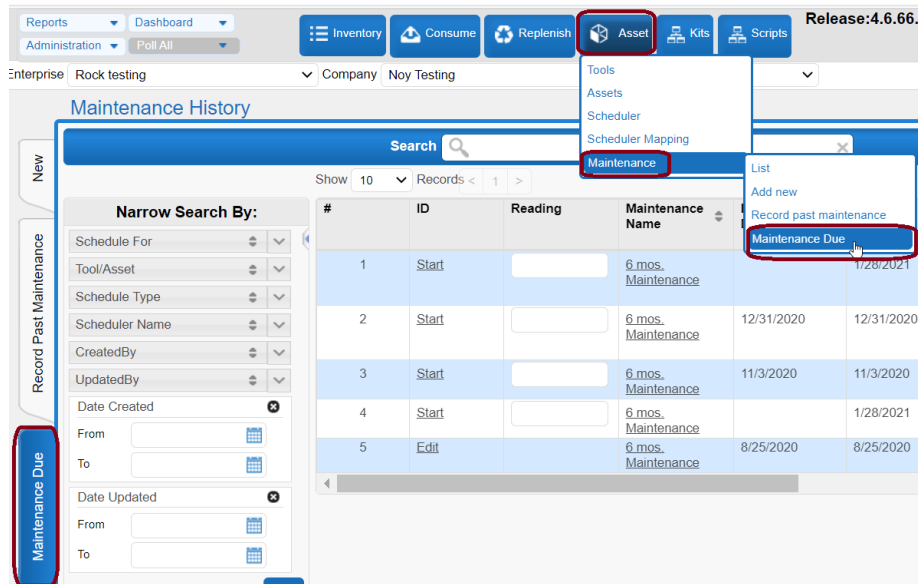 Reports Dashboard
Administration Poll All
Inventory Consume Replenish Asset Kits Scripts
Release:4.6.66.
Enterprise Rock testing Company Noy Testing
Tools
Assets
Scheduler
Scheduler Mapping
Maintenance
List
Add new
Record past maintenance
Maintenance Due
Maintenance History
New
Record Past Maintenance
Maintenance Due
Search
Show 10 Records < 1 >
Narrow Search By:
Schedule For
Tool/Asset
Schedule Type
Scheduler Name
CreatedBy
UpdatedBy
Date Created
From
To
Date Updated
From
To
# ID Reading Maintenance
Name
1 Start 6 mos. 1/28/2021
Maintenance
2 Start 6 mos. 12/31/2020 12/31/2020
Maintenance
3 Start 6 mos. 11/3/2020 11/3/2020
Maintenance
4 Start 6 mos. 1/28/2021
Maintenance
5 Edit 6 mos. 8/25/2020 8/25/2020
Maintenance